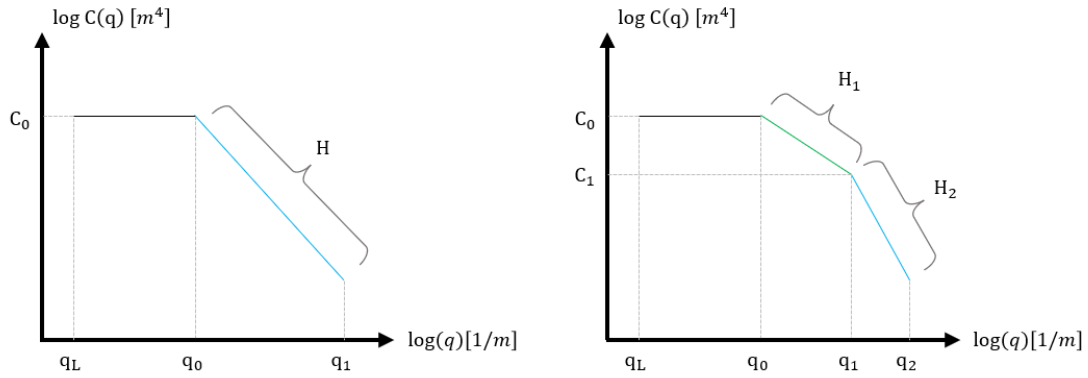 log C(q) [m⁴]
C₀
H
log(q)[1/m]
q_L
q₀
q₁
log C(q) [m⁴]
H₁
C₀
C₁
H₂
log(q)[1/m]
q_L
q₀
q₁
q₂